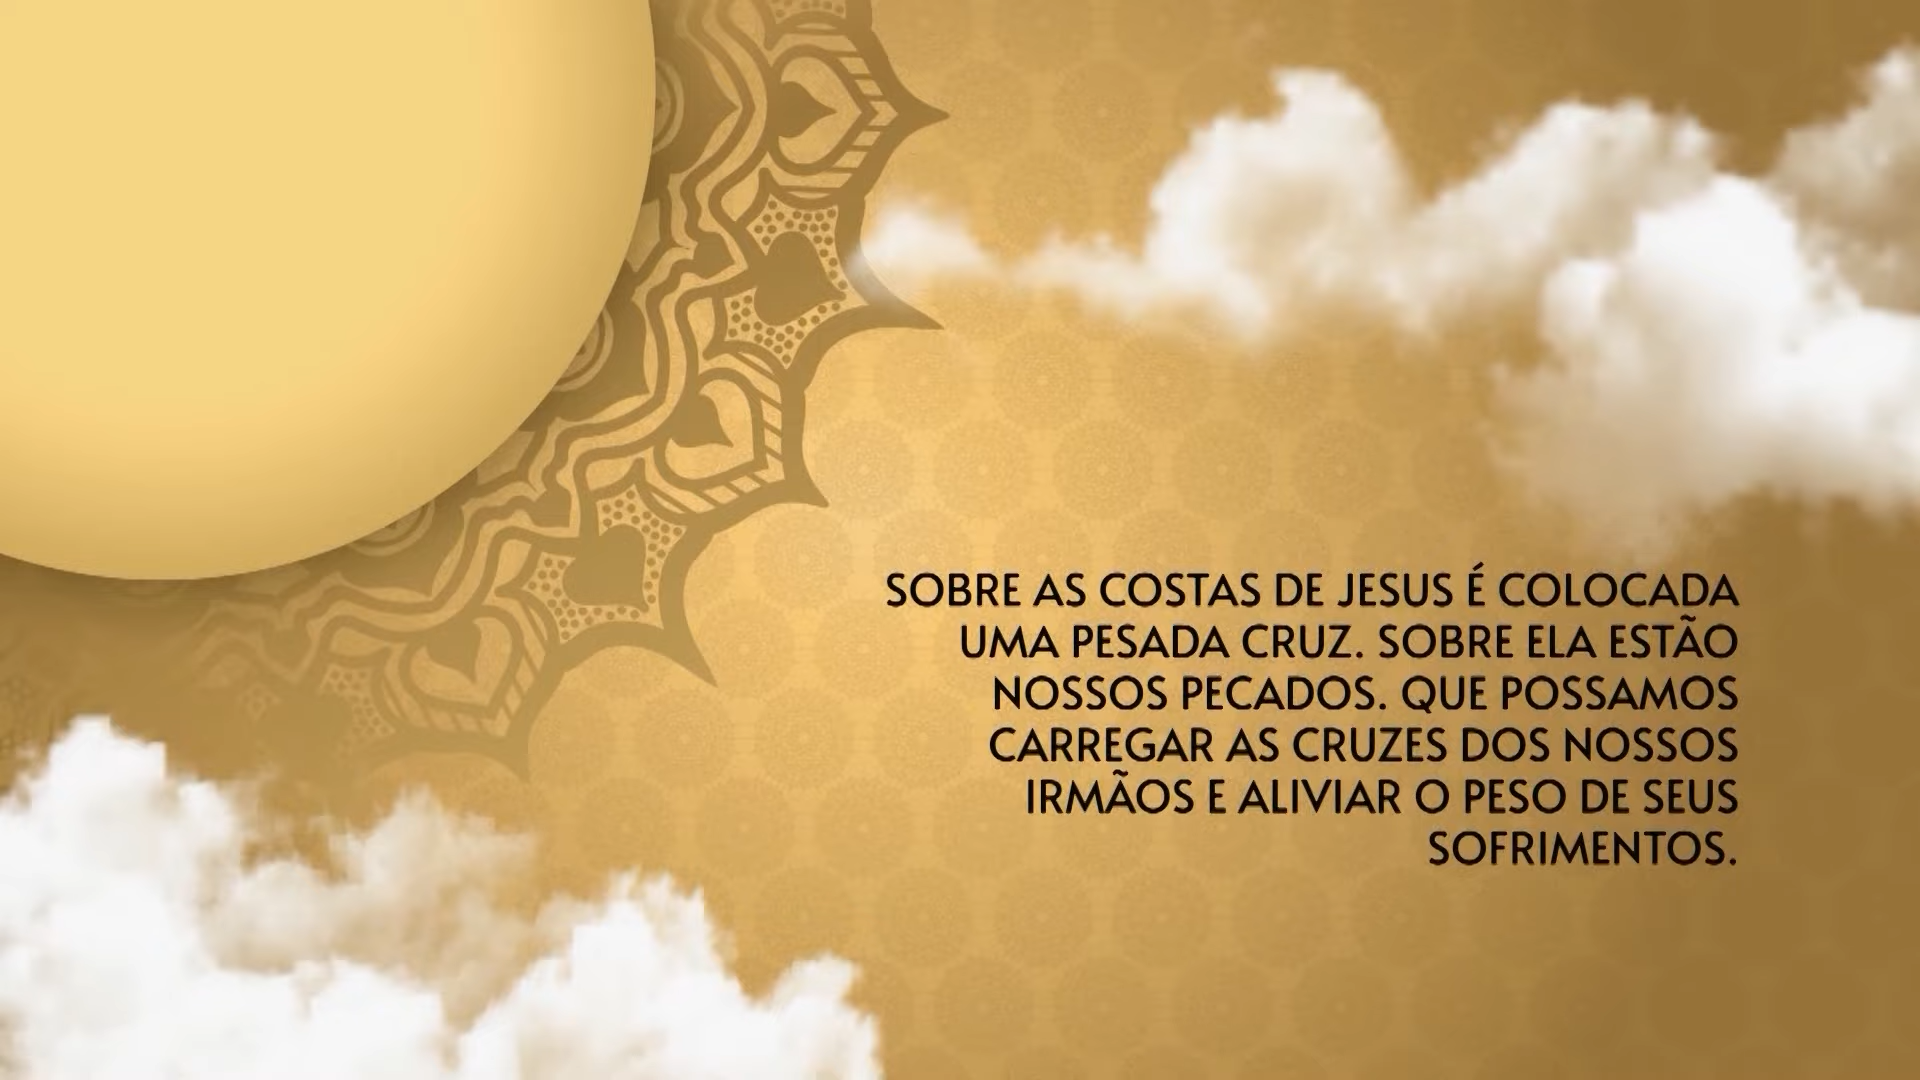 SOBRE AS COSTAS DE JESUS É COLOCADA
UMA PESADA CRUZ. SOBRE ELA ESTÃO
NOSSOS PECADOS. QUE POSSAMOS
CARREGAR AS CRUZES DOS NOSSOS
IRMÃOS E ALIVIAR O PESO DE SEUS
SOFRIMENTOS.